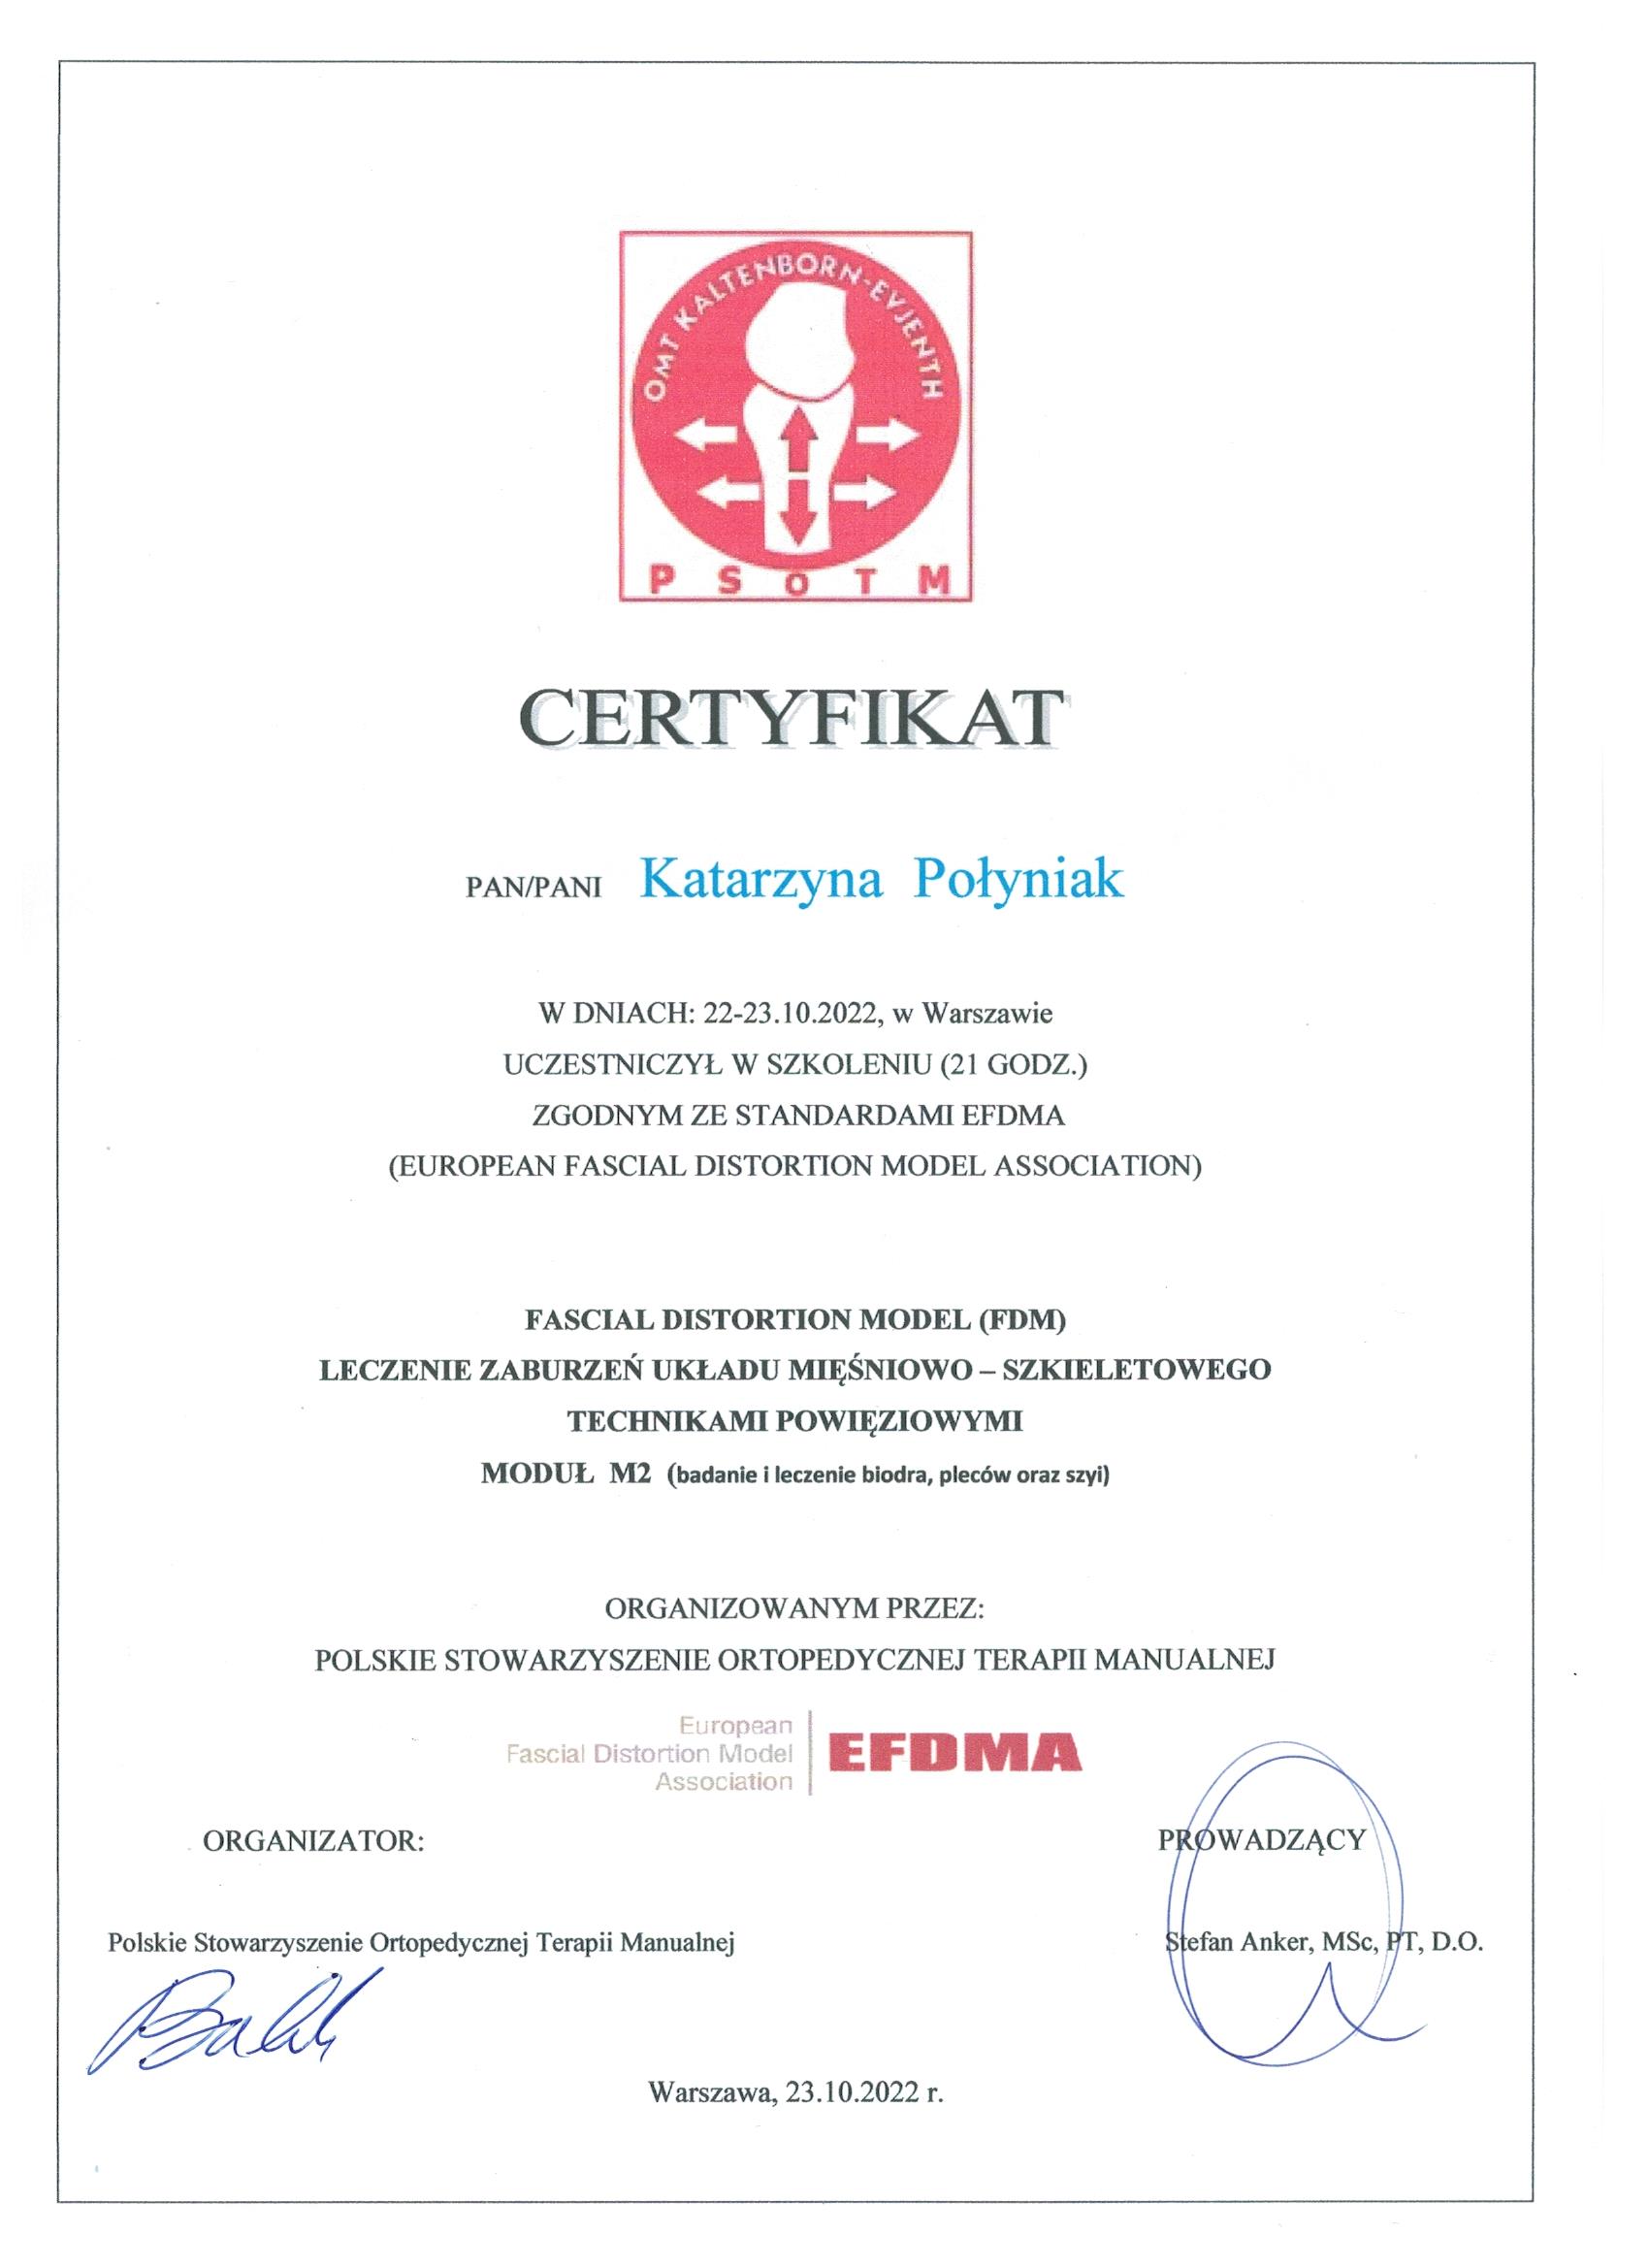 OMT KALTENBORN-EVJENTH
P S O T M
CERTYFIKAT
PAN/PANI Katarzyna Połyniak
W DNIACH: 22-23.10.2022, w Warszawie
UCZESTNICZYŁ W SZKOLENIU (21 GODZ.)
ZGODNYM ZE STANDARDAMI EFDMA
(EUROPEAN FASCIAL DISTORTION MODEL ASSOCIATION)
FASCIAL DISTORTION MODEL (FDM)
LECZENIE ZABURZEŃ UKŁADU MIĘŚNIOWO – SZKIELETOWEGO
TECHNIKAMI POWIĘZIOWYMI
MODUŁ M2 (badanie i leczenie biodra, pleców oraz szyi)
ORGANIZOWANYM PRZEZ:
POLSKIE STOWARZYSZENIE ORTOPEDYCZNEJ TERAPII MANUALNEJ
European
Fascial Distortion Model
Association
EFDMA
ORGANIZATOR:
PROWADZĄCY
Polskie Stowarzyszenie Ortopedycznej Terapii Manualnej
Stefan Anker, MSc, PT, D.O.
Warszawa, 23.10.2022 r.